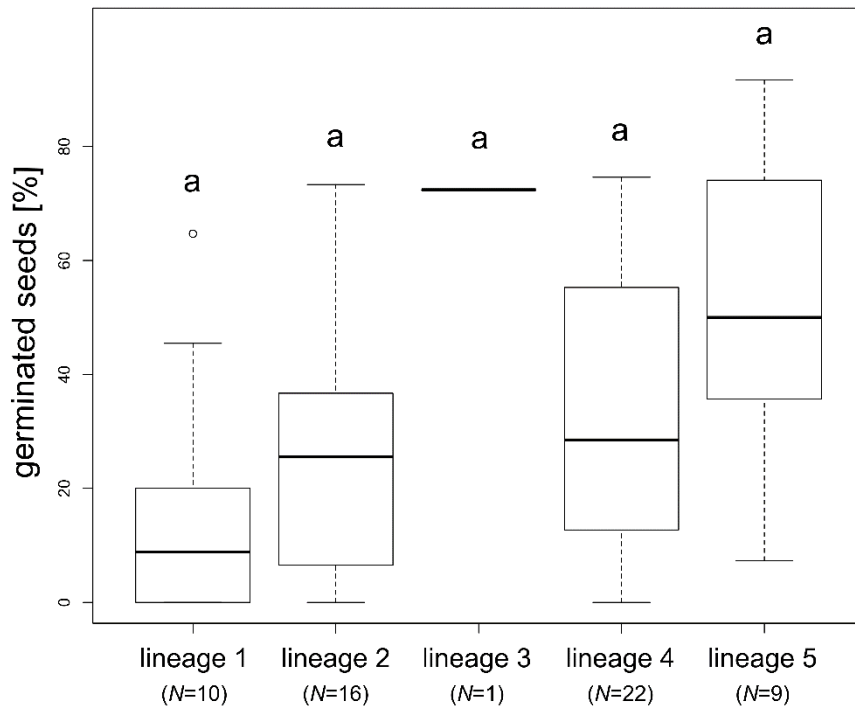 a
a
a
a
a
germinated seeds [%]
80
60
40
20
0
lineage 1 lineage 2 lineage 3 lineage 4 lineage 5
(N=10) (N=16) (N=1) (N=22) (N=9)